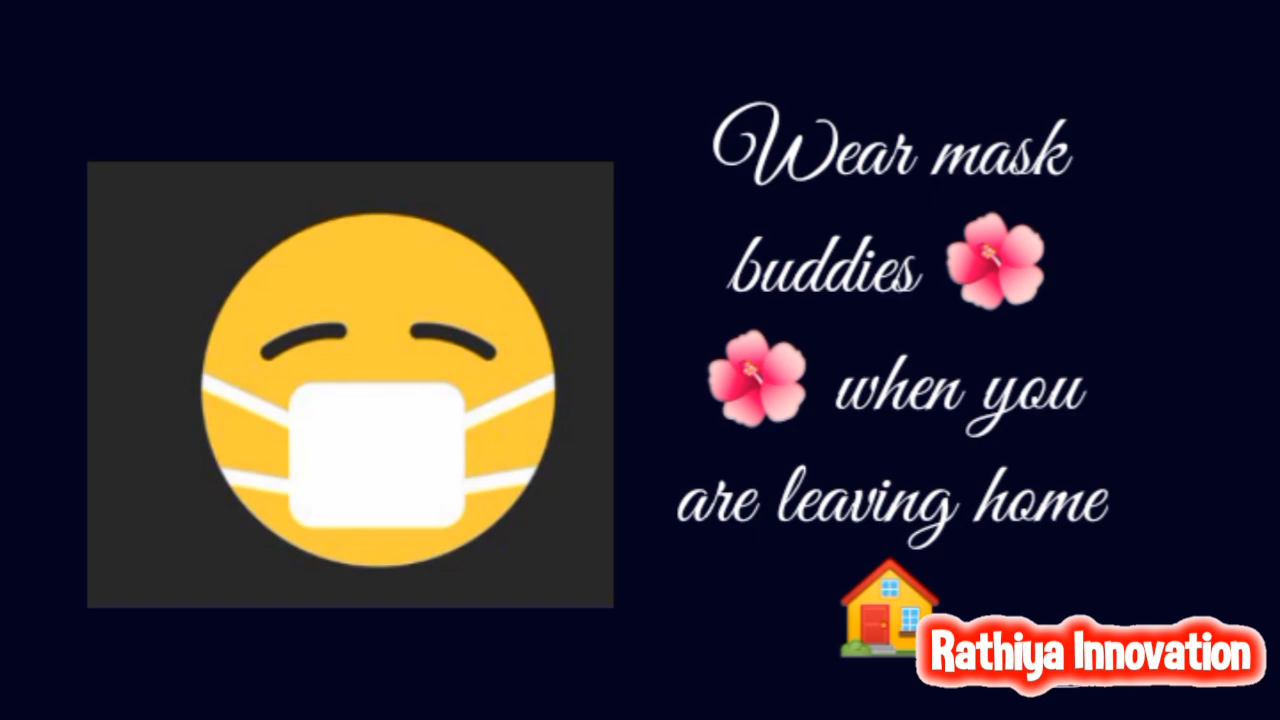 Wear mask
buddies 🌺
🌺 when you
are leaving home
🏠
Rathiya Innovation